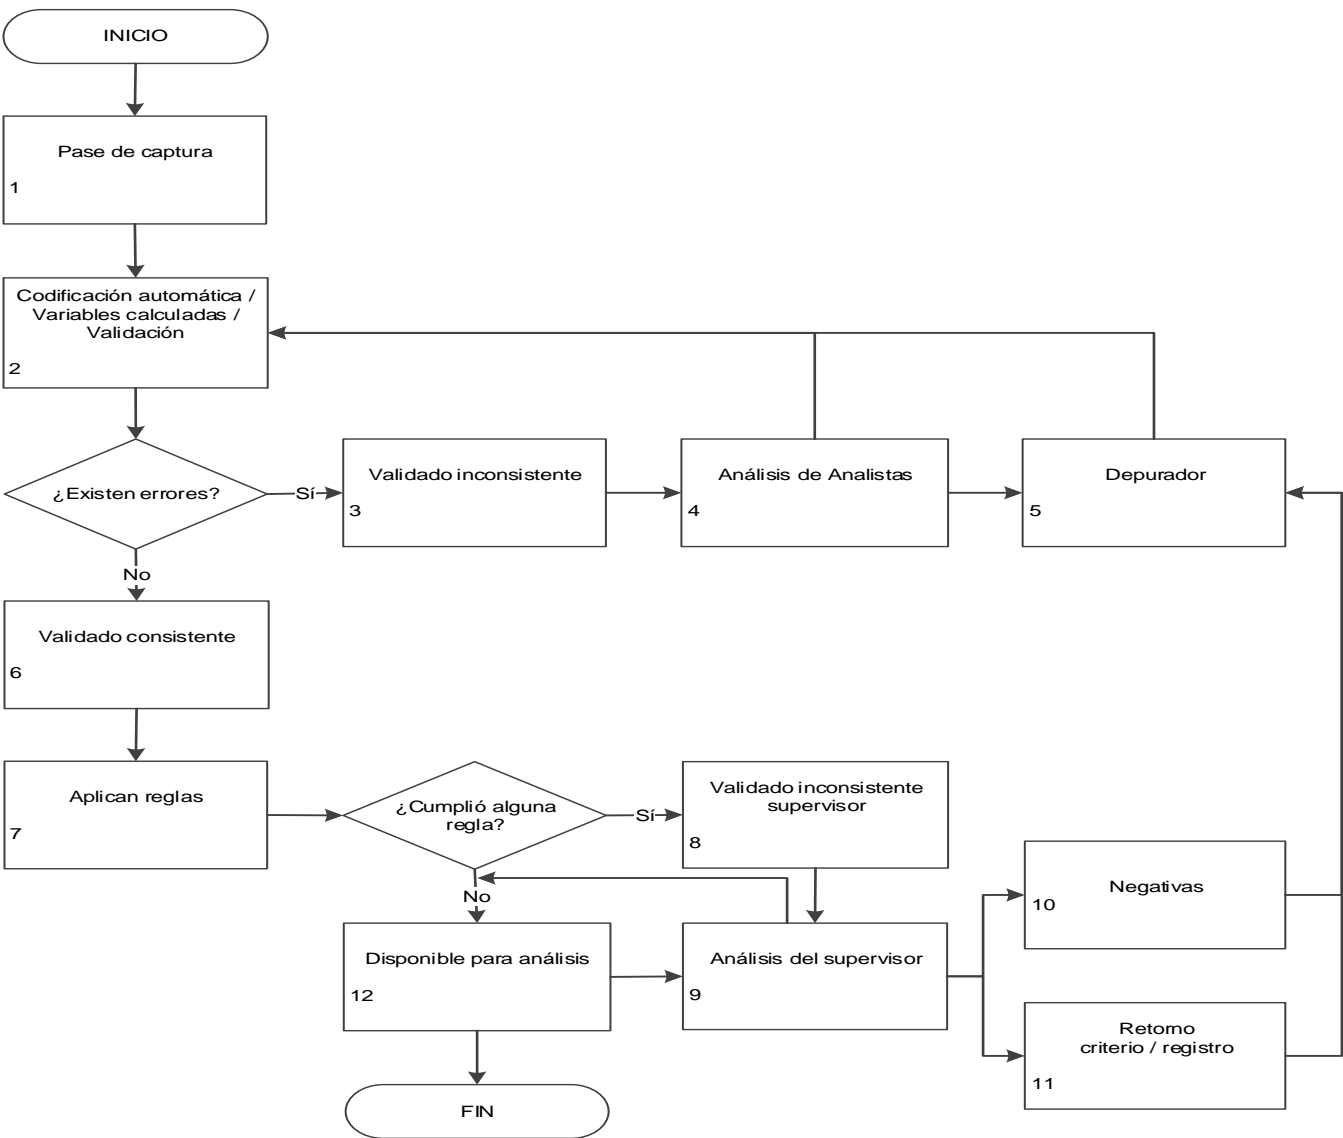 INICIO
Pase de captura
1
Codificación automática /
Variables calculadas /
Validación
2
¿Existen errores?
Sí
Validado inconsistente
3
Análisis de Analistas
4
Depurador
5
No
Validado consistente
6
Aplican reglas
7
¿Cumplió alguna
regla?
Sí
Validado inconsistente
supervisor
8
No
Disponible para análisis
12
Análisis del supervisor
9
Negativas
10
Retorno
criterio / registro
11
FIN